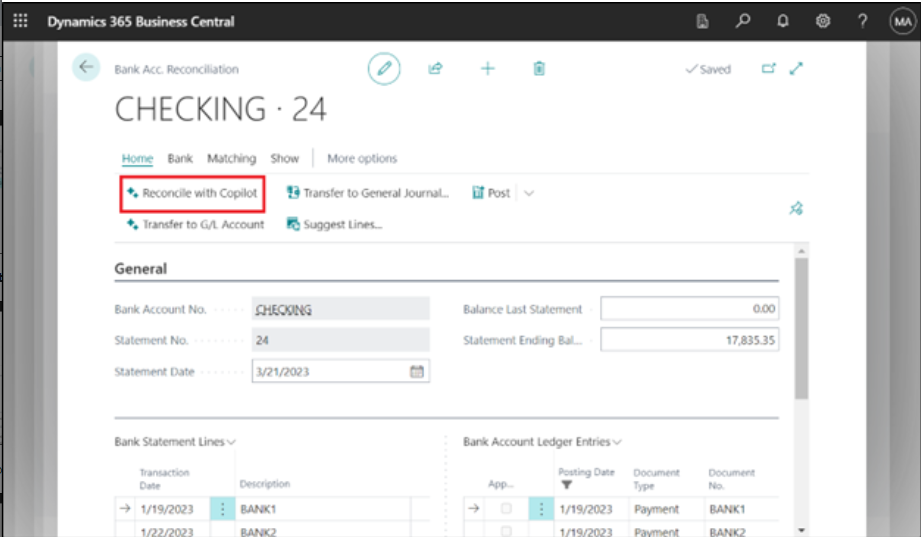 Dynamics 365 Business Central
? MA
Bank Acc. Reconciliation
Saved
CHECKING · 24
Home Bank Matching Show More options
Reconcile with Copilot Transfer to General Journal... Post
Transfer to G/L Account Suggest Lines...
General
Bank Account No. CHECKING Balance Last Statement 0.00
Statement No. 24 Statement Ending Bal... 17,835.35
Statement Date 3/21/2023
Bank Statement Lines Bank Account Ledger Entries
Transaction Date Description App... Posting Date Document Type Document No.
1/19/2023 BANK1 1/19/2023 Payment BANK1
1/22/2023 BANK2 1/19/2023 Payment BANK2